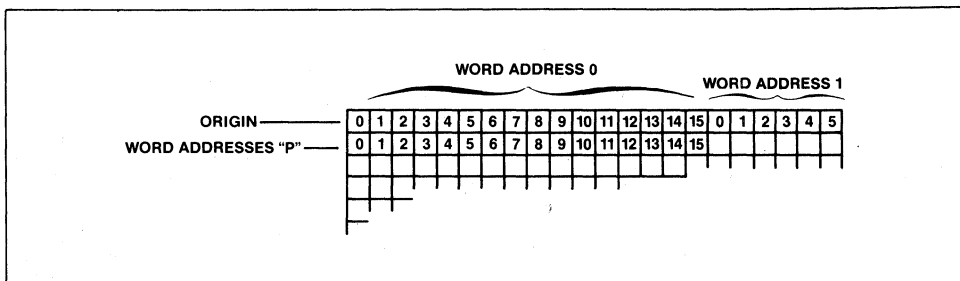 WORD ADDRESS 0
WORD ADDRESS 1
ORIGIN 0 1 2 3 4 5 6 7 8 9 10 11 12 13 14 15 0 1 2 3 4 5
WORD ADDRESSES “P” 0 1 2 3 4 5 6 7 8 9 10 11 12 13 14 15